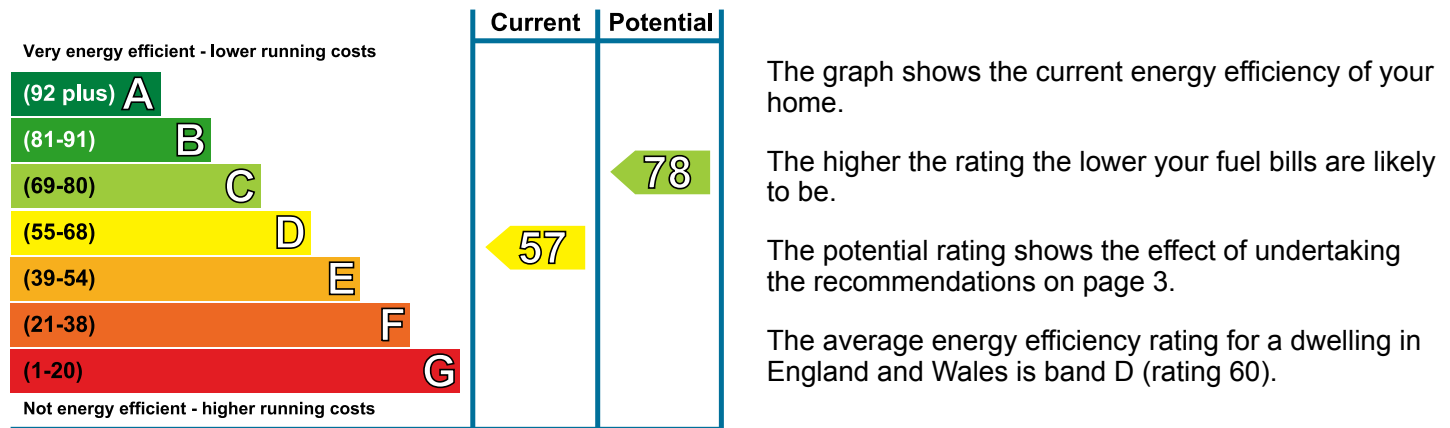 Current Potential
Very energy efficient - lower running costs
(92 plus) A
(81-91) B
(69-80) C
(55-68) D
(39-54) E
(21-38) F
(1-20) G
Not energy efficient - higher running costs
57
78
The graph shows the current energy efficiency of your
home.
The higher the rating the lower your fuel bills are likely
to be.
The potential rating shows the effect of undertaking
the recommendations on page 3.
The average energy efficiency rating for a dwelling in
England and Wales is band D (rating 60).